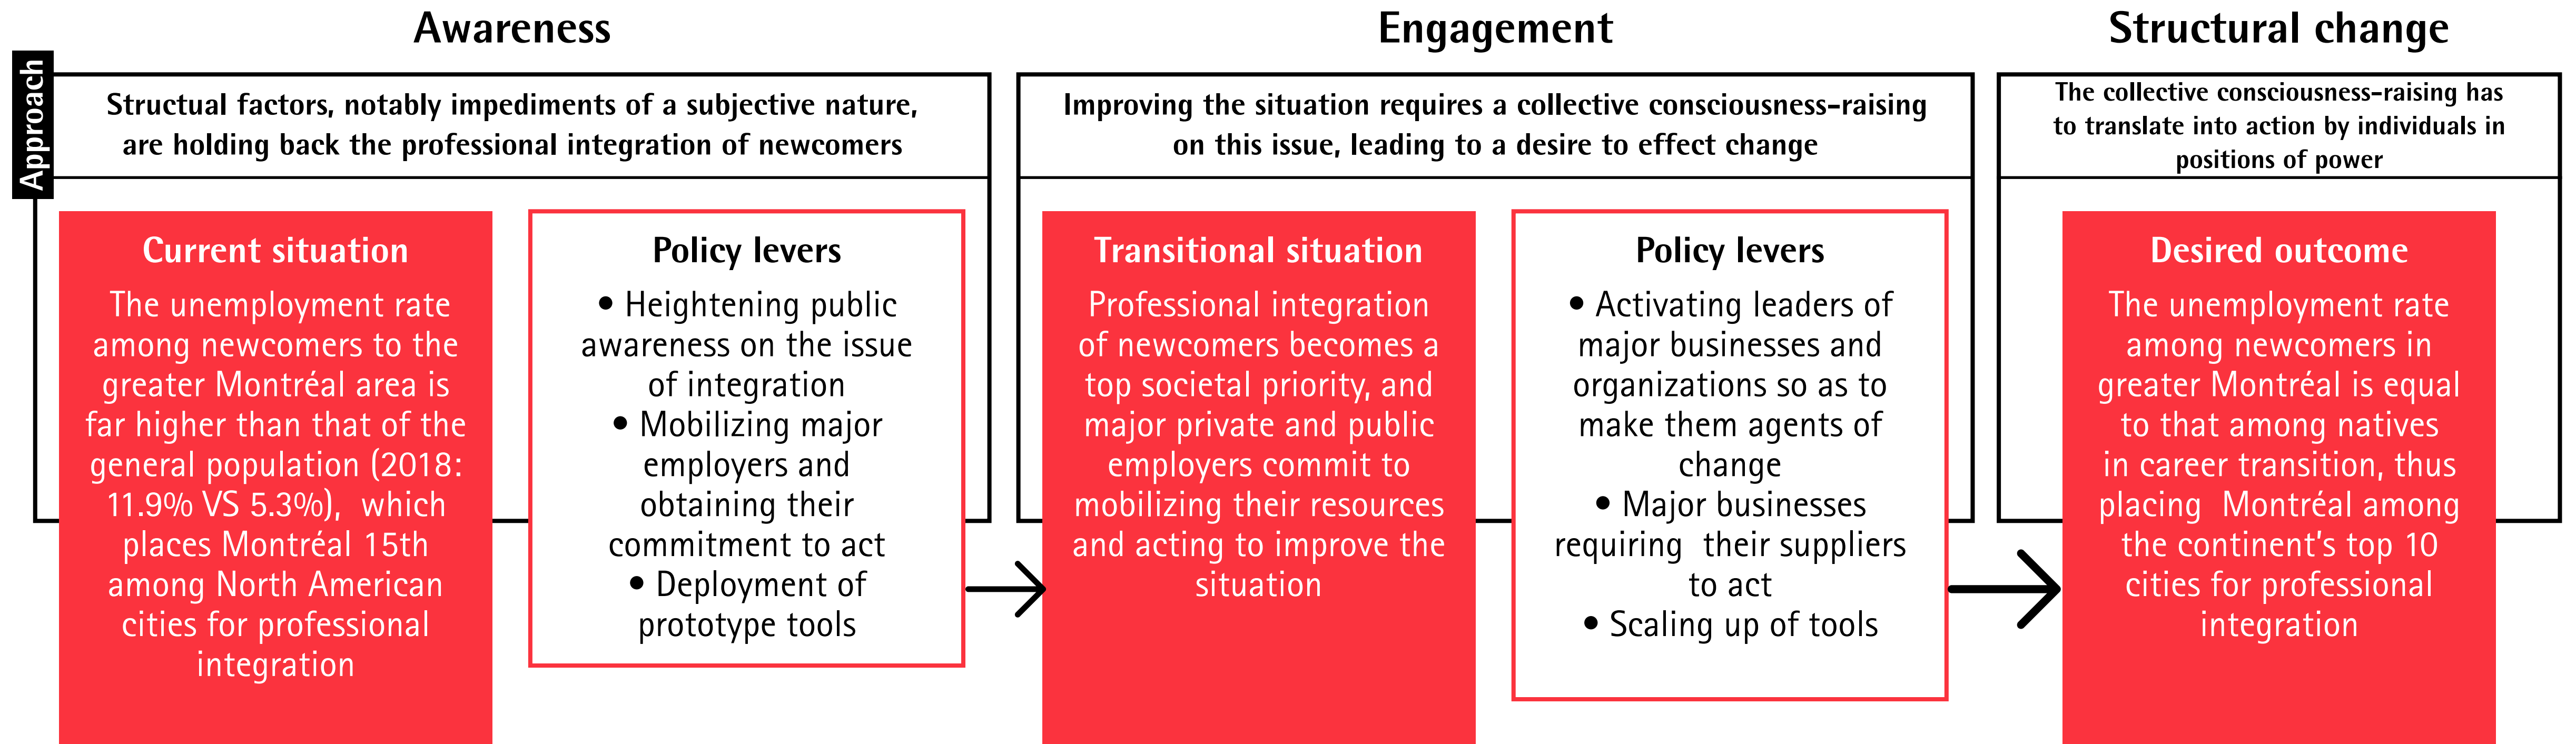 Awareness
Engagement
Structural change
Approach
Structual factors, notably impediments of a subjective nature,
are holding back the professional integration of newcomers
Improving the situation requires a collective consciousness-raising
on this issue, leading to a desire to effect change
The collective consciousness-raising has
to translate into action by individuals in
positions of power
Current situation
The unemployment rate
among newcomers to the
greater Montréal area is
far higher than that of the
general population (2018:
11.9% VS 5.3%), which
places Montréal 15th
among North American
cities for professional
integration
Policy levers
• Heightening public
awareness on the issue
of integration
• Mobilizing major
employers and
obtaining their
commitment to act
• Deployment of
prototype tools
Transitional situation
Professional integration
of newcomers becomes a
top societal priority, and
major private and public
employers commit to
mobilizing their resources
and acting to improve the
situation
Policy levers
• Activating leaders of
major businesses and
organizations so as to
make them agents of
change
• Major businesses
requiring their suppliers
to act
• Scaling up of tools
Desired outcome
The unemployment rate
among newcomers in
greater Montréal is equal
to that among natives
in career transition, thus
placing Montréal among
the continent's top 10
cities for professional
integration